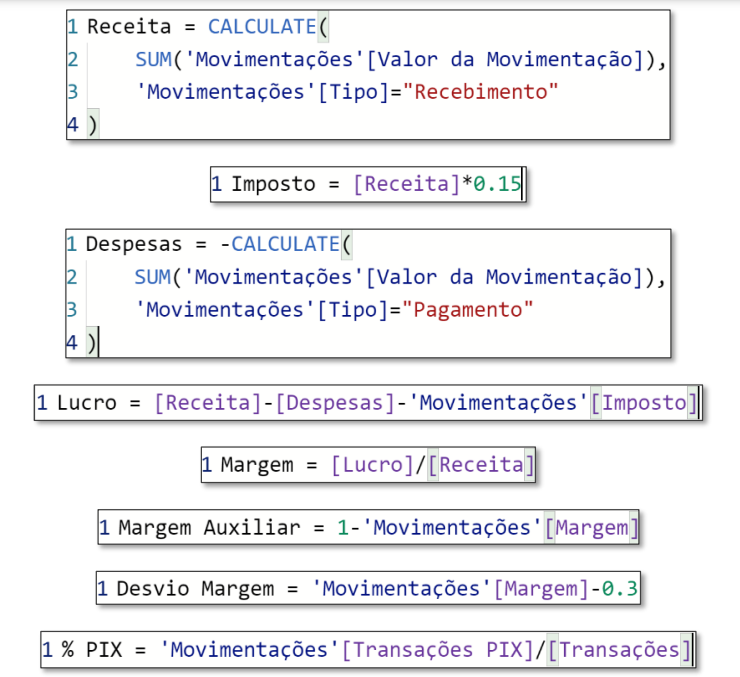 1 Receita = CALCULATE(
2 SUM('Movimentações'[Valor da Movimentação]),
3 'Movimentações'[Tipo]="Recebimento"
4 )
1 Imposto = [Receita]*0.15
1 Despesas = -CALCULATE(
2 SUM('Movimentações'[Valor da Movimentação]),
3 'Movimentações'[Tipo]="Pagamento"
4 )
1 Lucro = [Receita]-[Despesas]-'Movimentações'[Imposto]
1 Margem = [Lucro]/[Receita]
1 Margem Auxiliar = 1-'Movimentações'[Margem]
1 Desvio Margem = 'Movimentações'[Margem]-0.3
1 % PIX = 'Movimentações'[Transações PIX]/[Transações]